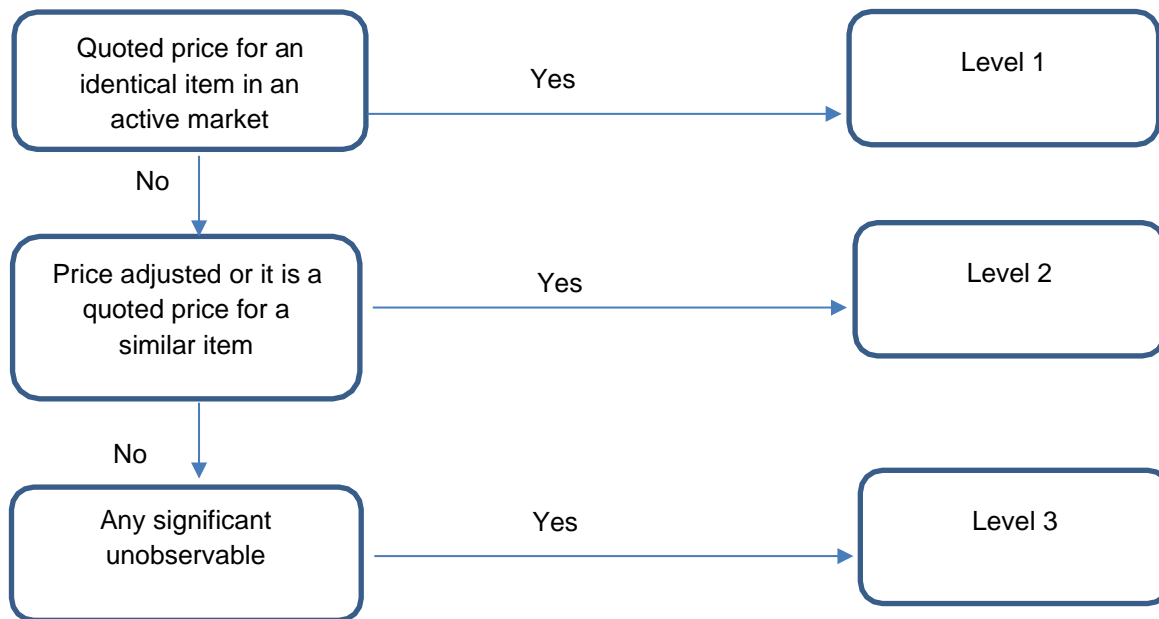 Quoted price for an
identical item in an
active market
Yes
Level 1
No
Price adjusted or it is a
quoted price for a
similar item
Yes
Level 2
No
Any significant
unobservable
Yes
Level 3